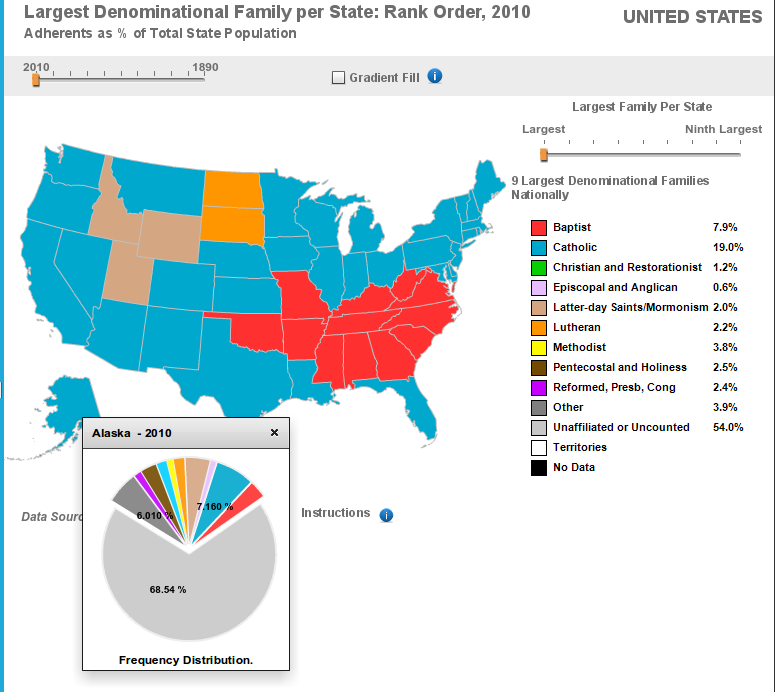 Largest Denominational Family per State: Rank Order, 2010
UNITED STATES
Adherents as % of Total State Population
2010
1890
Gradient Fill
i
Largest Family Per State
Largest
Ninth Largest
9 Largest Denominational Families
Nationally
Baptist 7.9%
Catholic 19.0%
Christian and Restorationist 1.2%
Episcopal and Anglican 0.6%
Latter-day Saints/Mormonism 2.0%
Lutheran 2.2%
Methodist 3.8%
Pentecostal and Holiness 2.5%
Reformed, Presb, Cong 2.4%
Other 3.9%
Unaffiliated or Uncounted 54.0%
Territories
No Data
Alaska - 2010 ×
7.160 %
6.010 %
68.54 %
Frequency Distribution.
Data Sourc
Instructions i